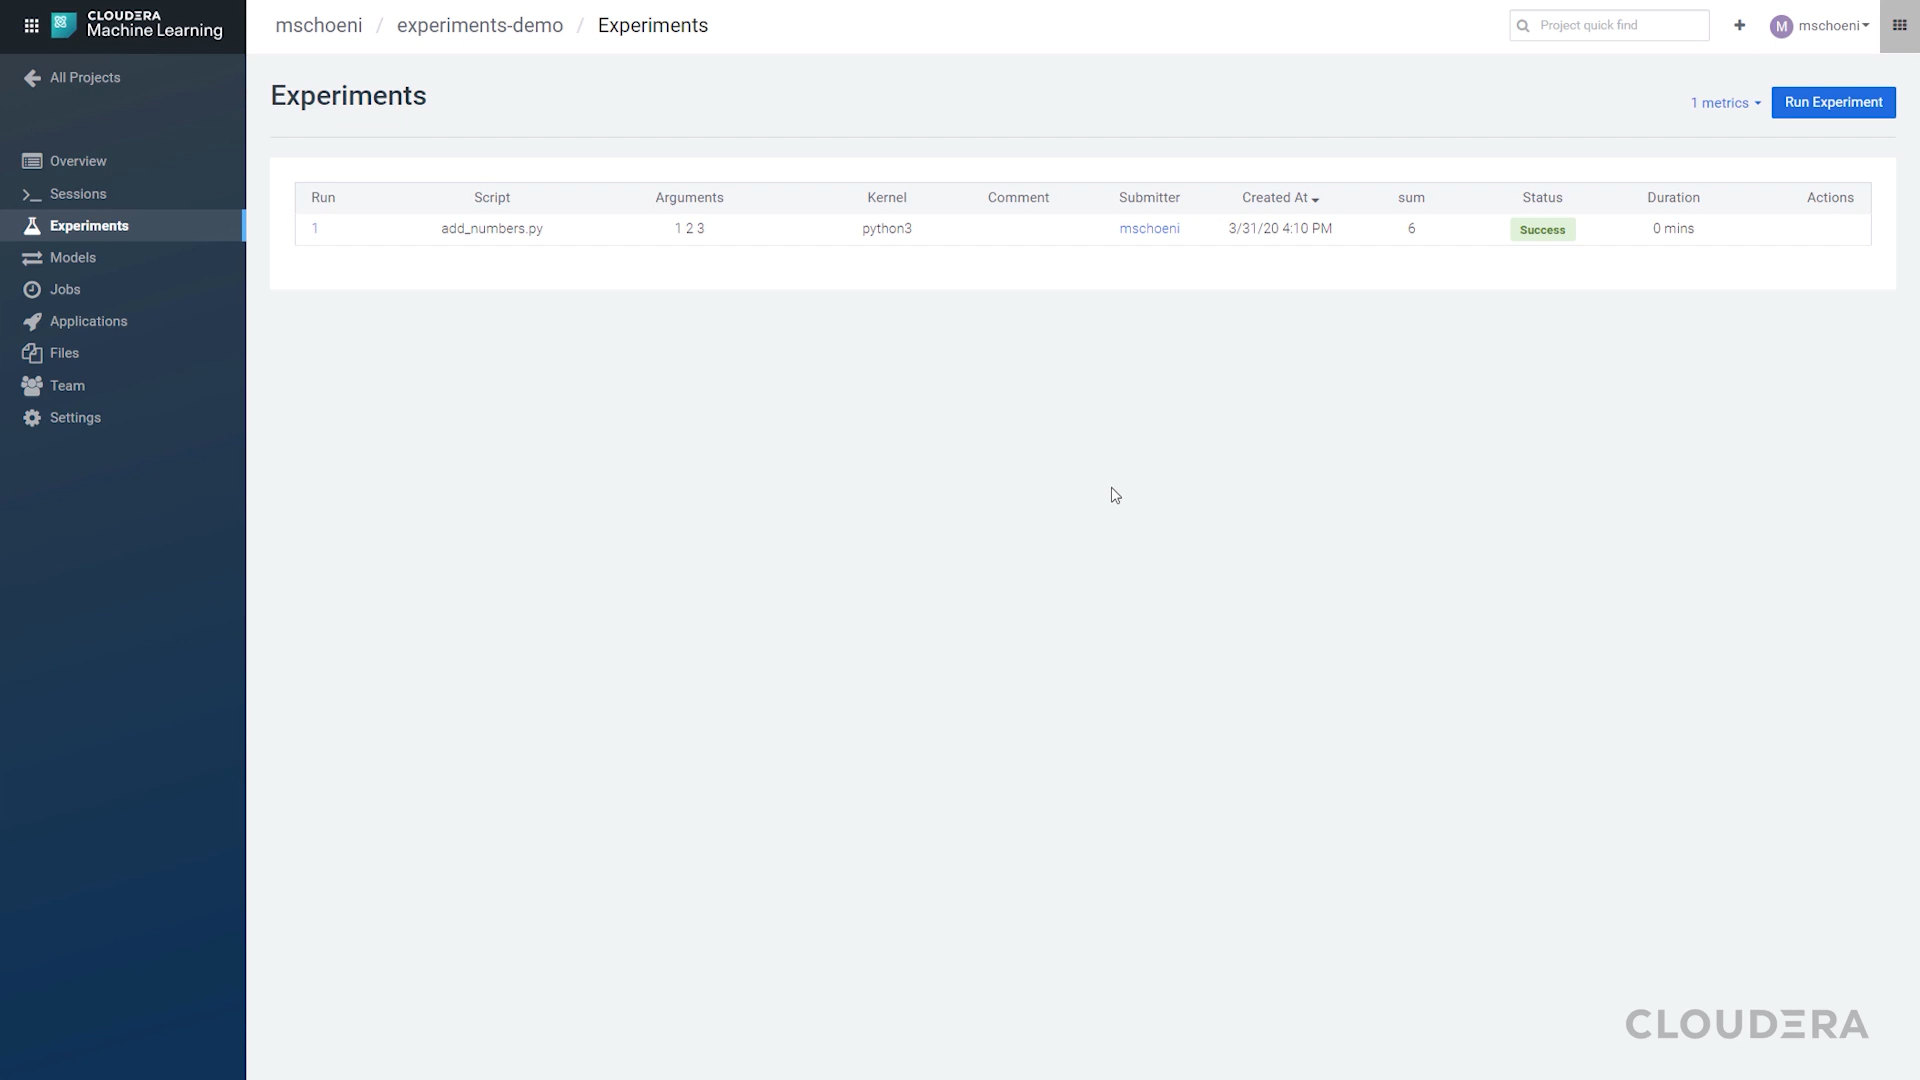 CLOUDERA
Machine Learning
mschoeni / experiments-demo / Experiments
Project quick find
M mschoeni
All Projects
Experiments
1 metrics
Run Experiment
Overview
Sessions
Experiments
Models
Jobs
Applications
Files
Team
Settings
Run Script Arguments Kernel Comment Submitter Created At sum Status Duration Actions
1 add_numbers.py 1 2 3 python3 mschoeni 3/31/20 4:10 PM 6 Success 0 mins
CLOUDERA